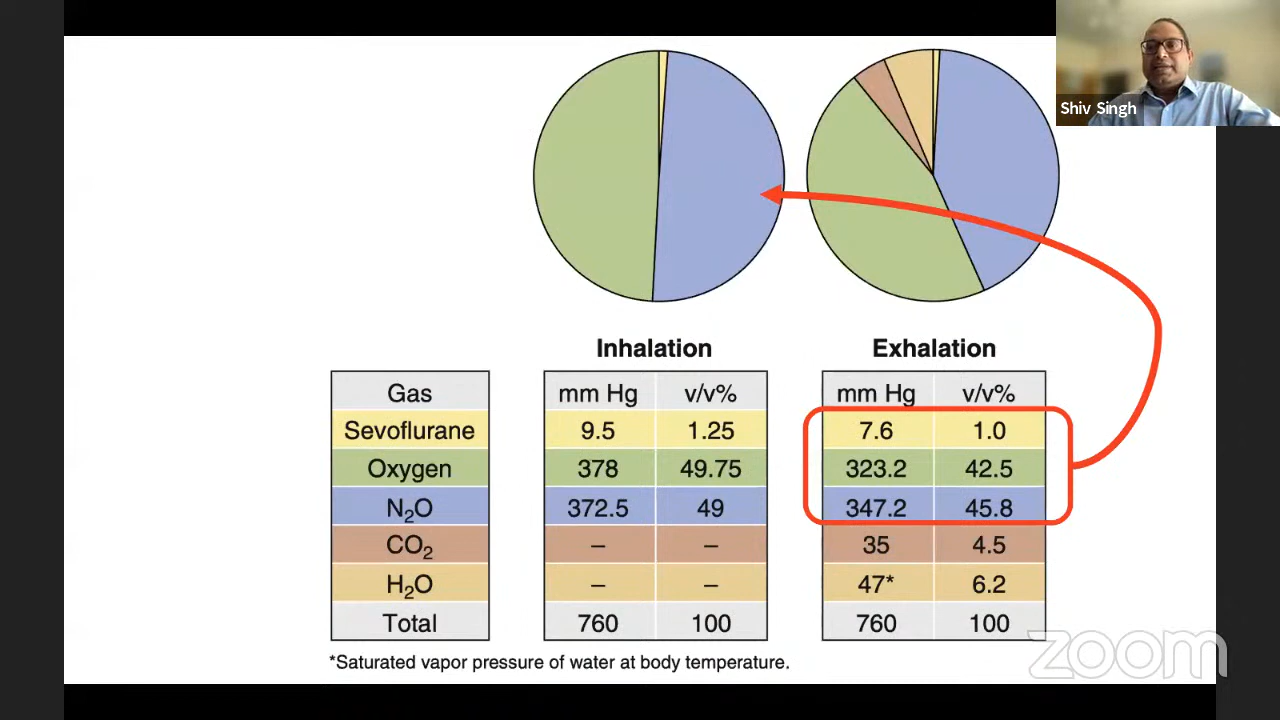 Shiv Singh
Inhalation
Exhalation
Gas
mm Hg v/v%
mm Hg v/v%
Sevoflurane 9.5 1.25 7.6 1.0
Oxygen 378 49.75 323.2 42.5
N₂O 372.5 49 347.2 45.8
CO₂ – – 35 4.5
H₂O – – 47* 6.2
Total 760 100 760 100
*Saturated vapor pressure of water at body temperature.
zoom